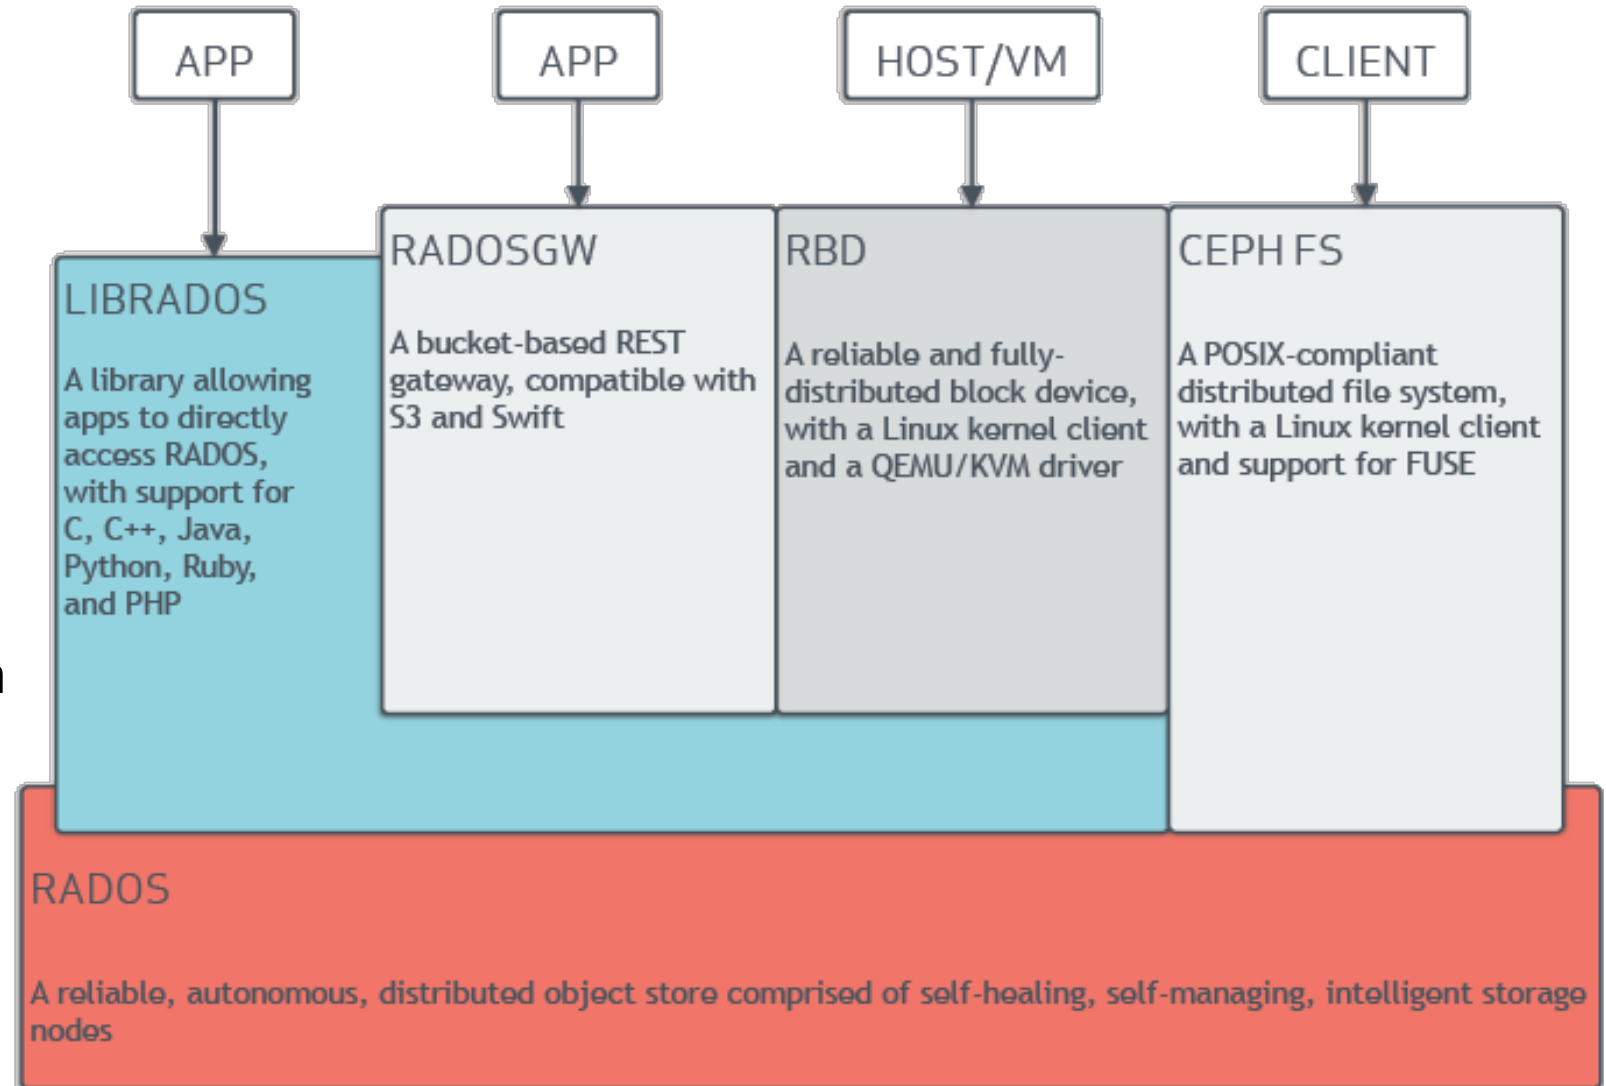 APP
APP
HOST/VM
CLIENT
LIBRADOS
A library allowing
apps to directly
access RADOS,
with support for
C, C++, Java,
Python, Ruby,
and PHP
RADOSGW
A bucket-based REST
gateway, compatible with
S3 and Swift
RBD
A reliable and fully-
distributed block device,
with a Linux kernel client
and a QEMU/KVM driver
CEPH FS
A POSIX-compliant
distributed file system,
with a Linux kernel client
and support for FUSE
RADOS
A reliable, autonomous, distributed object store comprised of self-healing, self-managing, intelligent storage
nodes